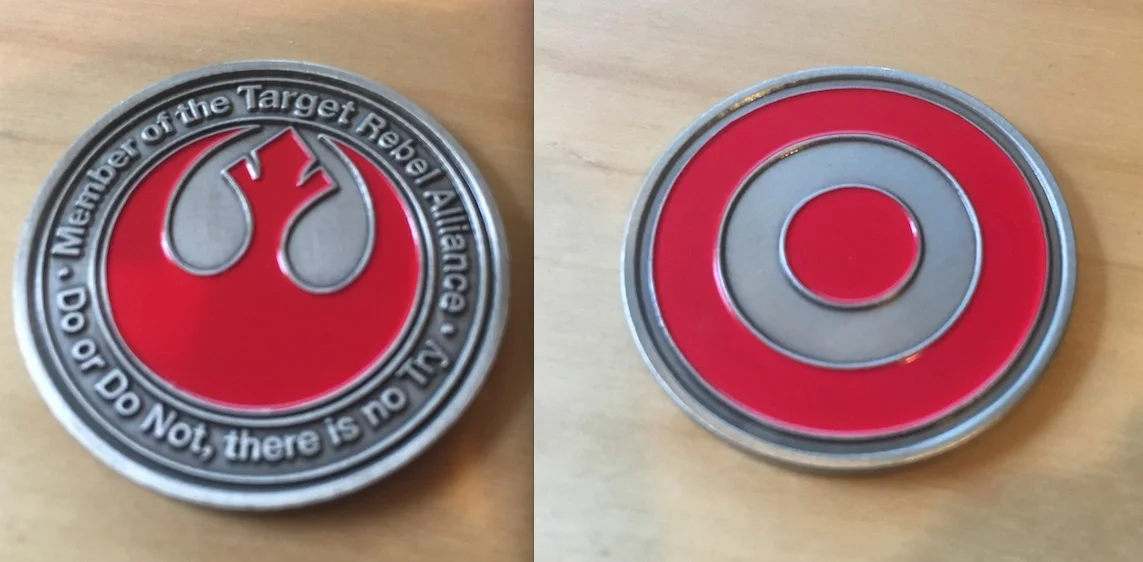 Member of the Target Rebel Alliance
• Do or Do Not, there is no Try •